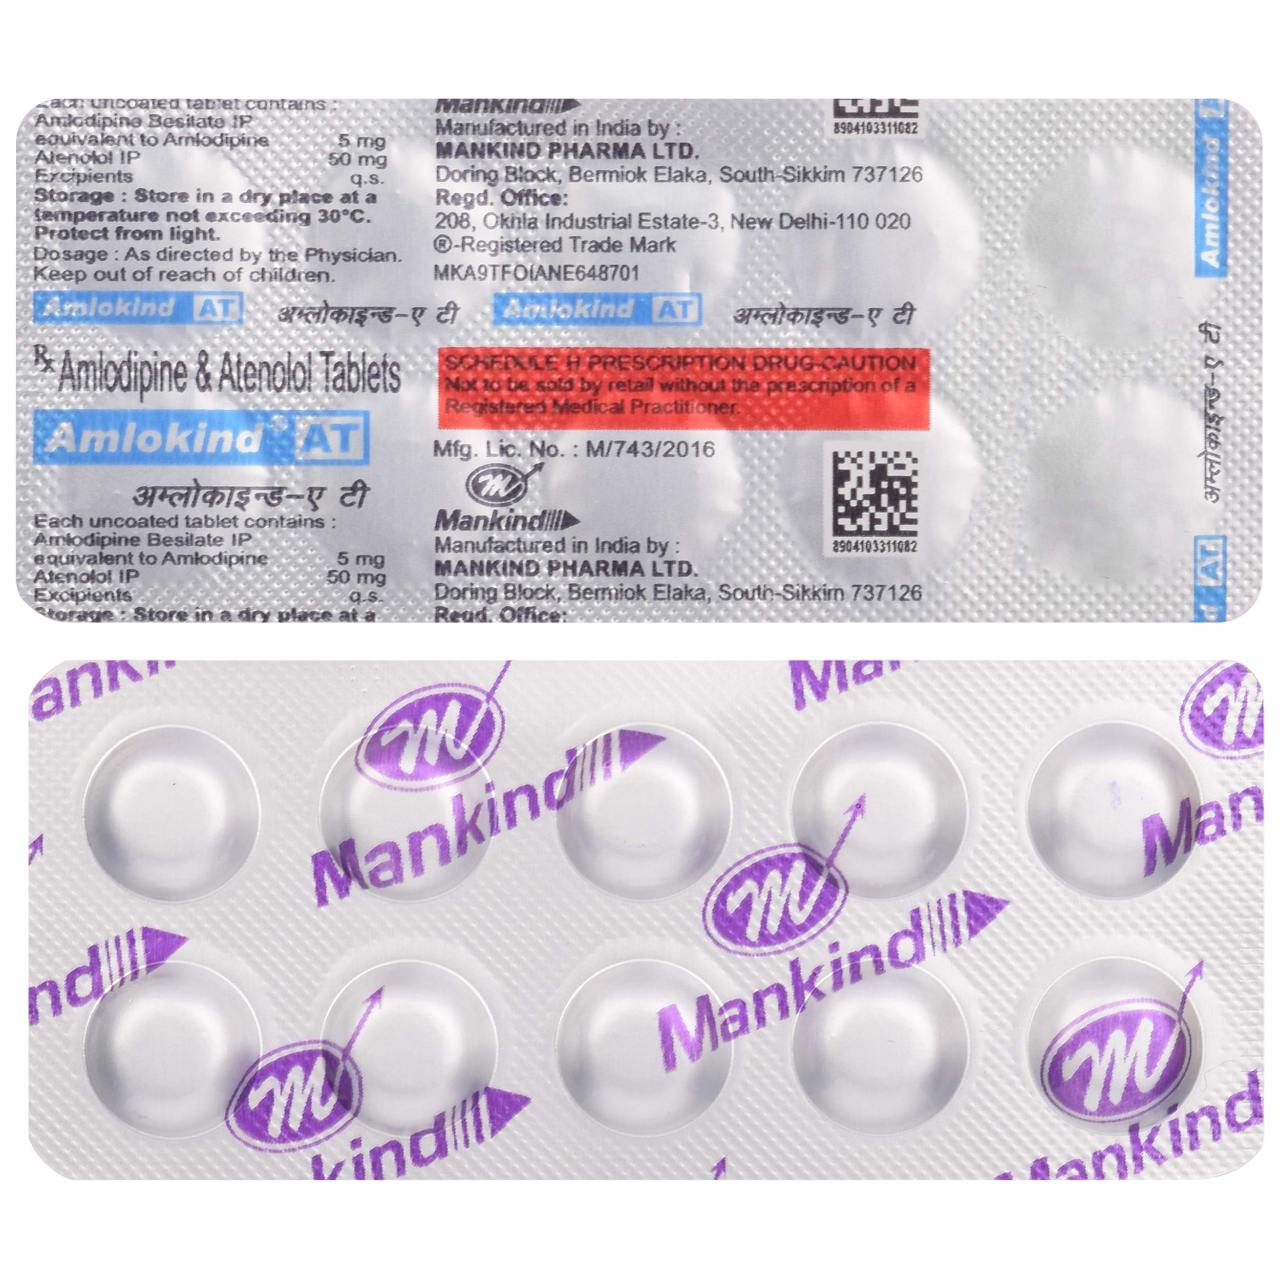 Each uncoated tablet contains :
Amlodipine Besilate IP
equivalent to Amlodipine 5 mg
Atenolol IP 50 mg
Excipients q.s.
Storage : Store in a dry place at a
temperature not exceeding 30°C.
Protect from light.
Dosage : As directed by the Physician.
Keep out of reach of children.
Amlokind AT अम्लोकाइन्ड-ए टी
Rx Amlodipine & Atenolol Tablets
Amlokind® AT
अम्लोकाइन्ड-ए टी
Each uncoated tablet contains :
Amlodipine Besilate IP
equivalent to Amlodipine 5 mg
Atenolol IP 50 mg
Excipients q.s.
Storage : Store in a dry place at a
Mankind
Manufactured in India by :
MANKIND PHARMA LTD.
Doring Block, Bermiok Elaka, South-Sikkim 737126
Regd. Office:
208, Okhla Industrial Estate-3, New Delhi-110 020
®-Registered Trade Mark
MKA9TFOIANE648701
Amlokind AT अम्लोकाइन्ड-ए टी
SCHEDULE H PRESCRIPTION DRUG-CAUTION
Not to be sold by retail without the prescription of a
Registered Medical Practitioner.
Mfg. Lic. No. : M/743/2016
m
Mankind
Manufactured in India by :
MANKIND PHARMA LTD.
Doring Block, Bermiok Elaka, South-Sikkim 737126
Regd. Office:
8904103311082
8904103311082
Amlokind
अम्लोकाइन्ड-ए टी
d AT
Mankin
m
Mankind
Man
m
Man
nd
m
Mankind
m
kind
m
Mankind